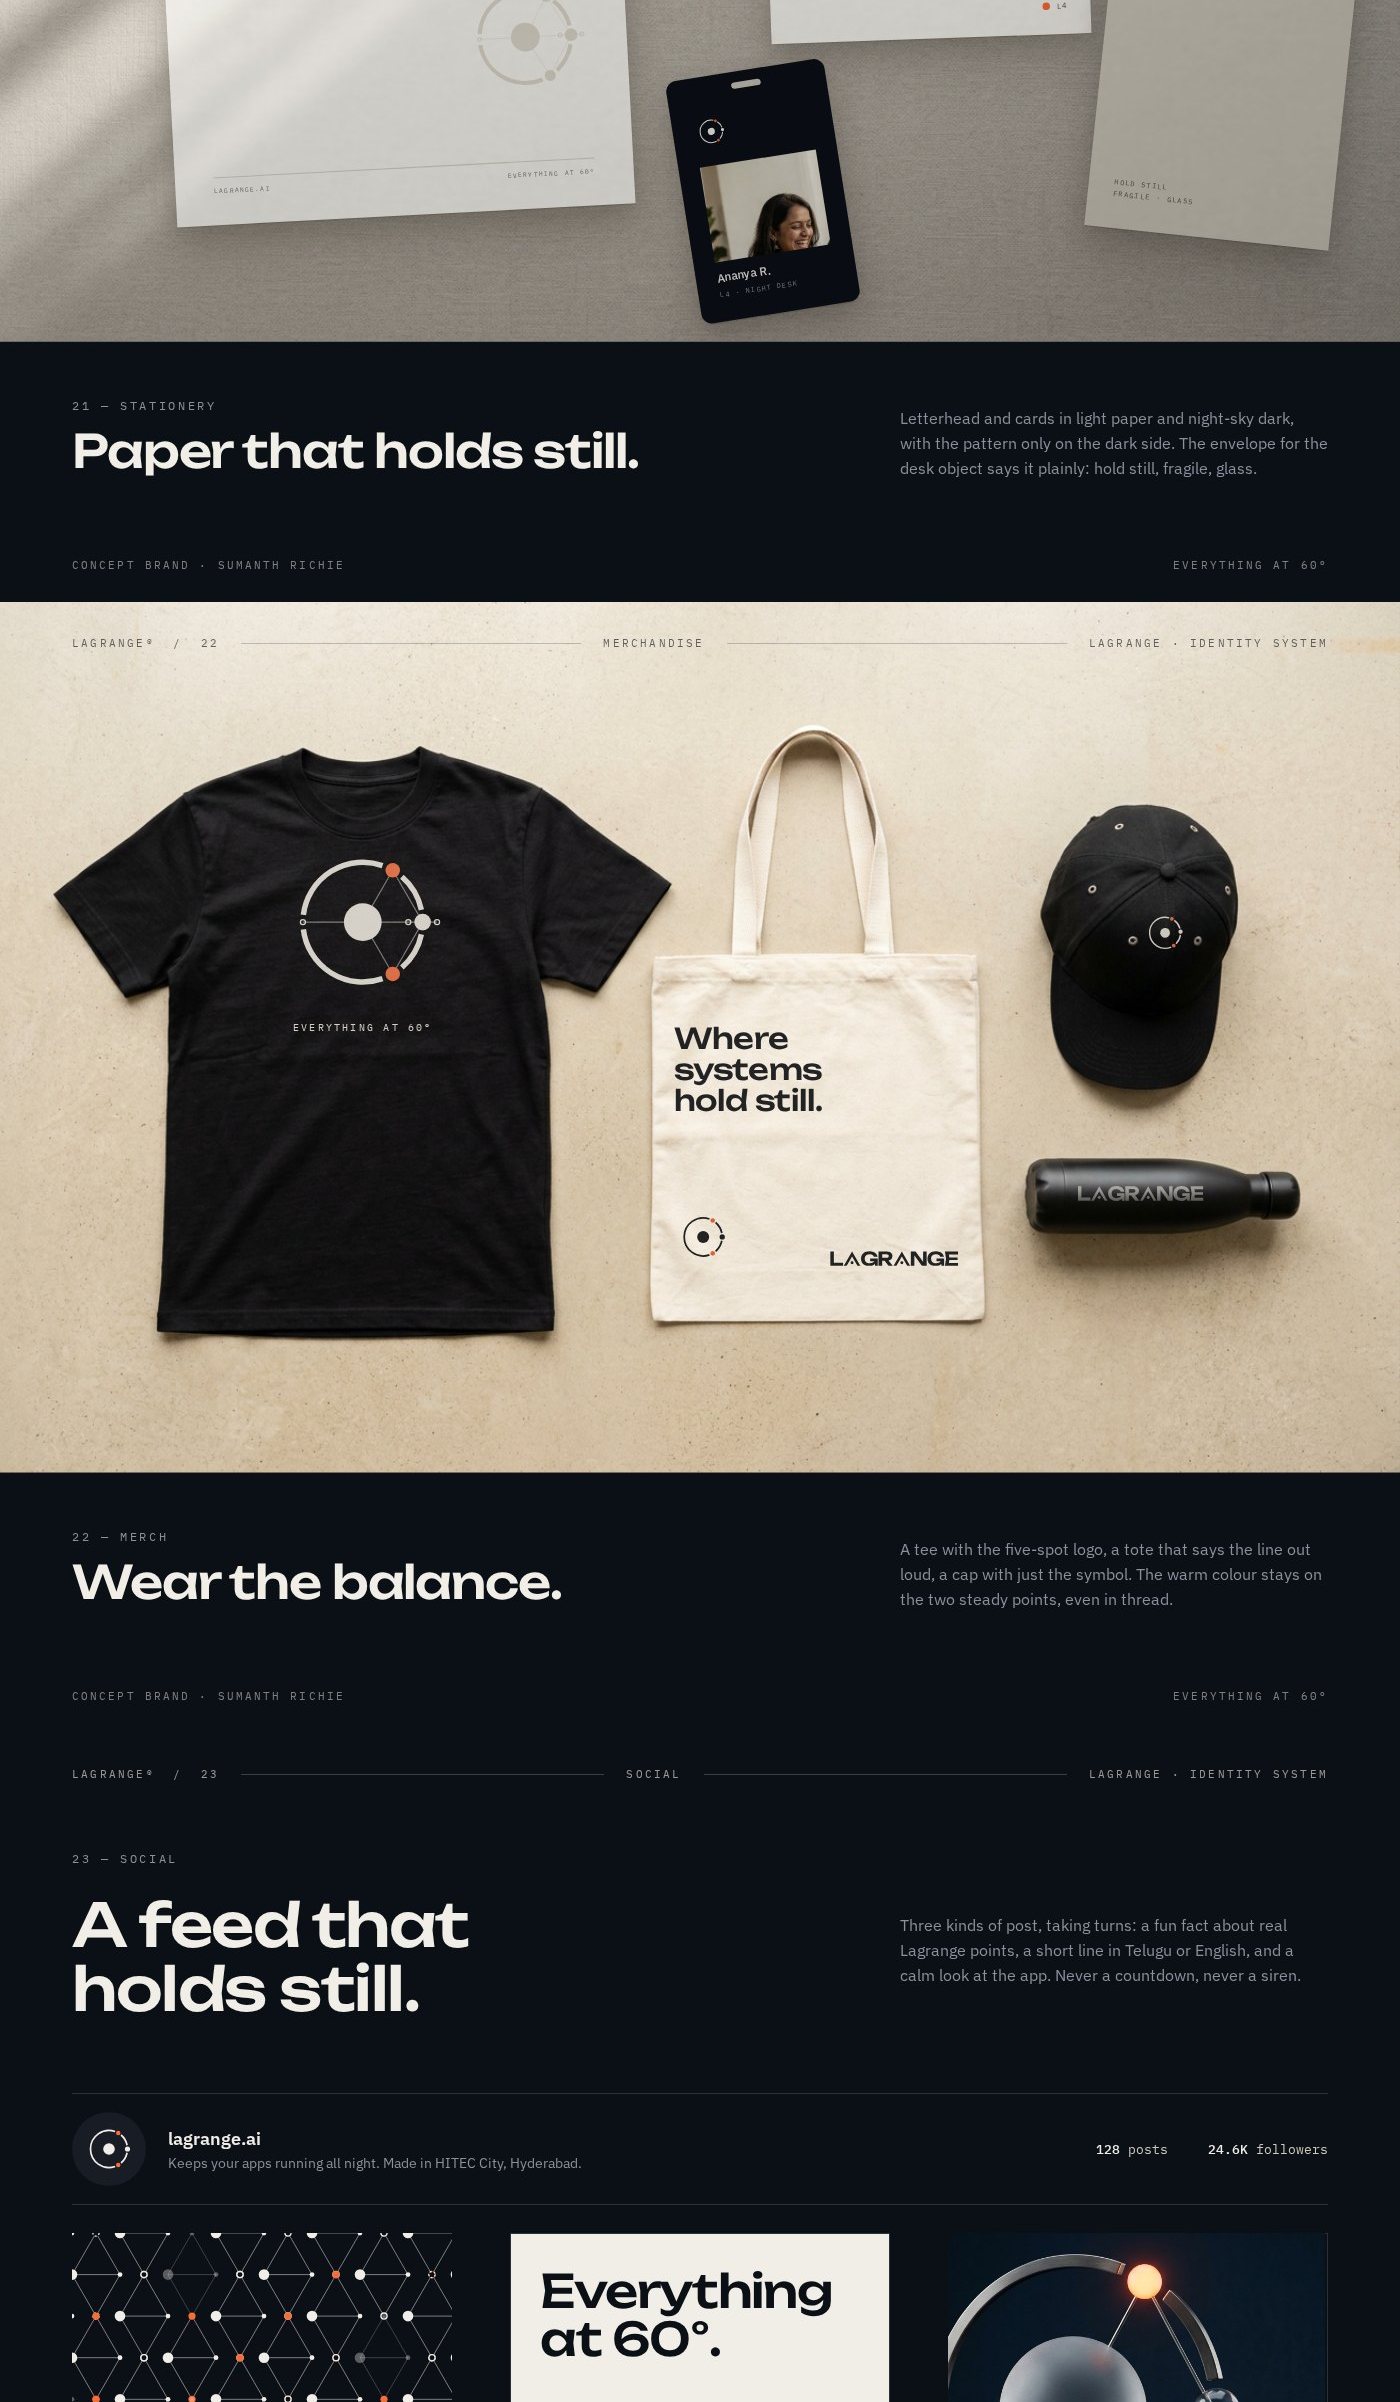 L4
LAGRANGE.AI
EVERYTHING AT 60°
HOLD STILL
FRAGILE · GLASS
Ananya R.
L4 · NIGHT DESK
21 — STATIONERY
Paper that holds still.
Letterhead and cards in light paper and night-sky dark,
with the pattern only on the dark side. The envelope for the
desk object says it plainly: hold still, fragile, glass.
CONCEPT BRAND · SUMANTH RICHIE
EVERYTHING AT 60°
LAGRANGE® / 22
MERCHANDISE
LAGRANGE · IDENTITY SYSTEM
EVERYTHING AT 60°
Where
systems
hold still.
LAGRANGE
LAGRANGE
22 — MERCH
Wear the balance.
A tee with the five-spot logo, a tote that says the line out
loud, a cap with just the symbol. The warm colour stays on
the two steady points, even in thread.
CONCEPT BRAND · SUMANTH RICHIE
EVERYTHING AT 60°
LAGRANGE® / 23
SOCIAL
LAGRANGE · IDENTITY SYSTEM
23 — SOCIAL
A feed that
holds still.
Three kinds of post, taking turns: a fun fact about real
Lagrange points, a short line in Telugu or English, and a
calm look at the app. Never a countdown, never a siren.
lagrange.ai
Keeps your apps running all night. Made in HITEC City, Hyderabad.
128 posts
24.6K followers
Everything
at 60°.